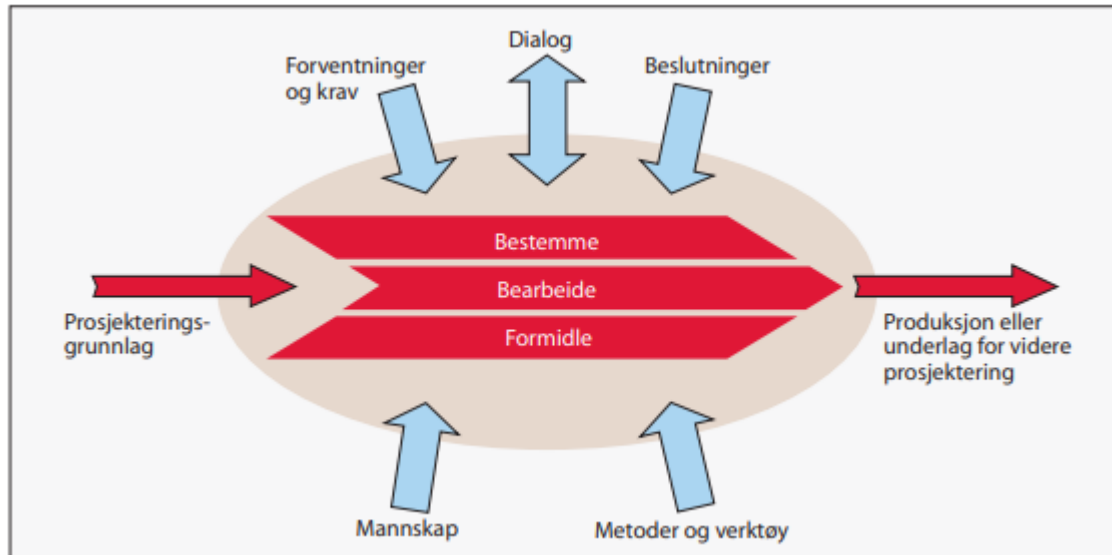 Dialog
Forventninger
og krav
Beslutninger
Bestemme
Bearbeide
Formidle
Prosjekterings-
grunnlag
Produksjon eller
underlag for videre
prosjektering
Mannskap
Metoder og verktøy